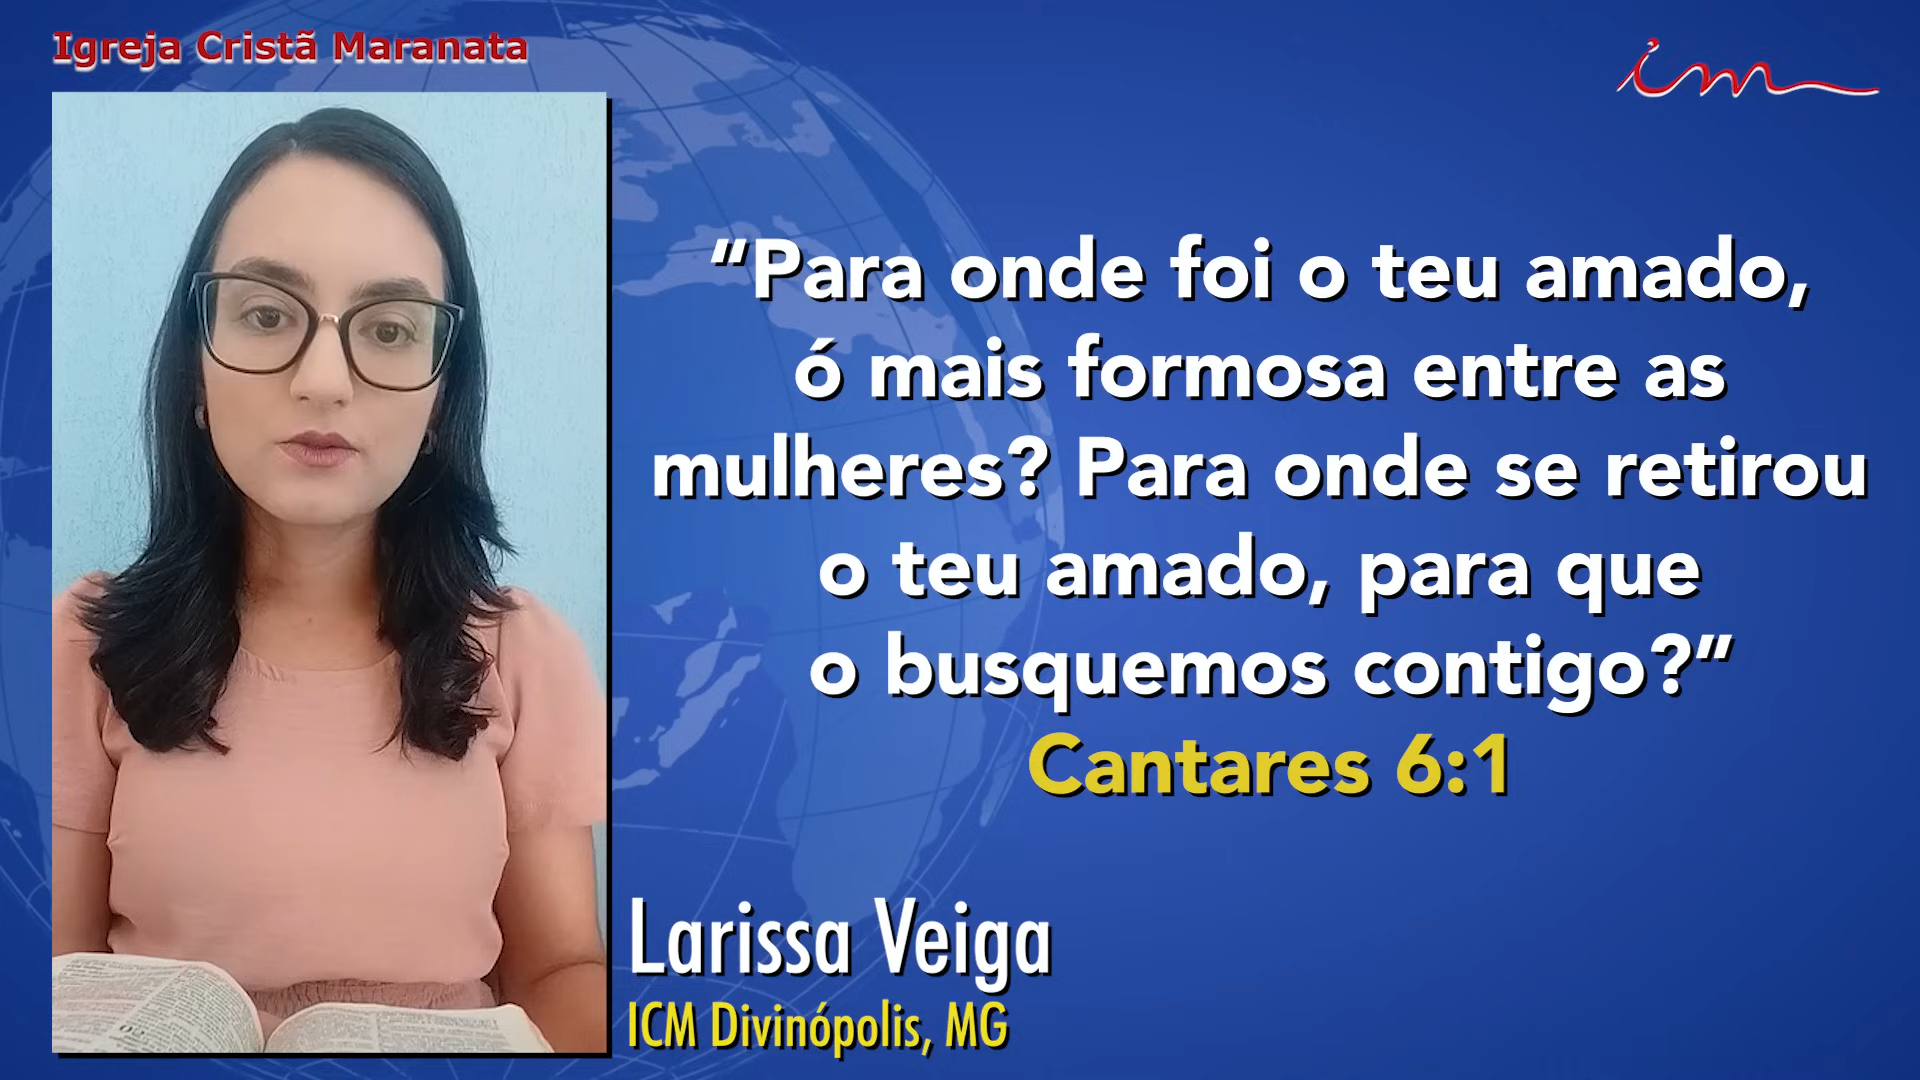 Igreja Cristã Maranata
im
“Para onde foi o teu amado,
ó mais formosa entre as
mulheres? Para onde se retirou
o teu amado, para que
o busquemos contigo?”
Cantares 6:1
Larissa Veiga
ICM Divinópolis, MG